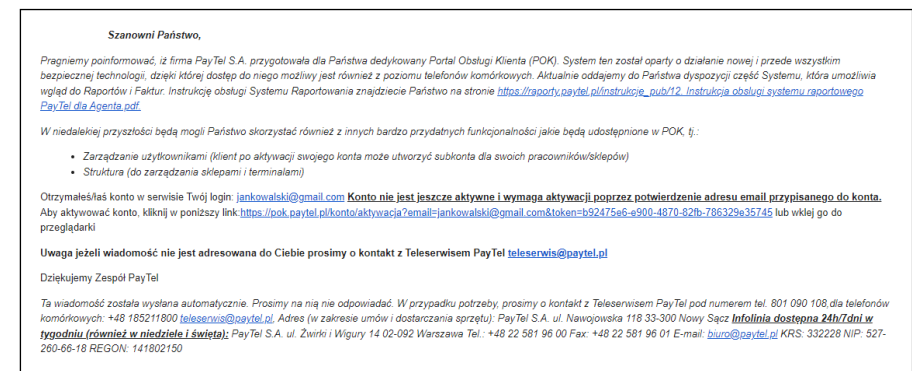 Szanowni Państwo,
Pragniemy poinformować, iż firma PayTel S.A. przygotowała dla Państwa dedykowany Portal Obsługi Klienta (POK). System ten został oparty o działanie nowej i przede wszystkim
bezpiecznej technologii, dzięki której dostęp do niego możliwy jest również z poziomu telefonów komórkowych. Aktualnie oddajemy do Państwa dyspozycji część Systemu, która umożliwia
wgląd do Raportów i Faktur. Instrukcję obsługi Systemu Raportowania znajdziecie Państwo na stronie https://raporty.paytel.pl/instrukcje_pub/12. Instrukcja obsługi systemu raportowego
PayTel dla Agenta.pdf.
W niedalekiej przyszłości będą mogli Państwo skorzystać również z innych bardzo przydatnych funkcjonalności jakie będą udostępnione w POK, tj.:
• Zarządzanie użytkownikami (klient po aktywacji swojego konta może utworzyć subkonta dla swoich pracowników/sklepów)
• Struktura (do zarządzania sklepami i terminalami)
Otrzymałeś/łaś konto w serwisie Twój login: jankowalski@gmail.com Konto nie jest jeszcze aktywne i wymaga aktywacji poprzez potwierdzenie adresu email przypisanego do konta.
Aby aktywować konto, kliknij w poniższy link:https://pok.paytel.pl/konto/aktywacja?email=jankowalski@gmail.com&token=b92475e6-e900-4870-82fb-786329e35745 lub wklej go do
przeglądarki
Uwaga jeżeli wiadomość nie jest adresowana do Ciebie prosimy o kontakt z Teleserwisem PayTel teleserwis@paytel.pl
Dziękujemy Zespół PayTel
Ta wiadomość została wysłana automatycznie. Prosimy na nią nie odpowiadać. W przypadku potrzeby, prosimy o kontakt z Teleserwisem PayTel pod numerem tel. 801 090 108,dla telefonów
komórkowych: +48 185211800 teleserwis@paytel.pl, Adres (w zakresie umów i dostarczania sprzętu): PayTel S.A. ul. Nawojowska 118 33-300 Nowy Sącz Infolinia dostępna 24h/7dni w
tygodniu (również w niedziele i święta): PayTel S.A. ul. Żwirki i Wigury 14 02-092 Warszawa Tel.: +48 22 581 96 00 Fax: +48 22 581 96 01 E-mail: biuro@paytel.pl KRS: 332228 NIP: 527-
260-66-18 REGON: 141802150